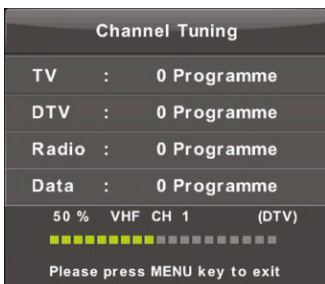 Channel Tuning
TV : 0 Programme
DTV : 0 Programme
Radio : 0 Programme
Data : 0 Programme
50 % VHF CH 1 (DTV)
Please press MENU key to exit